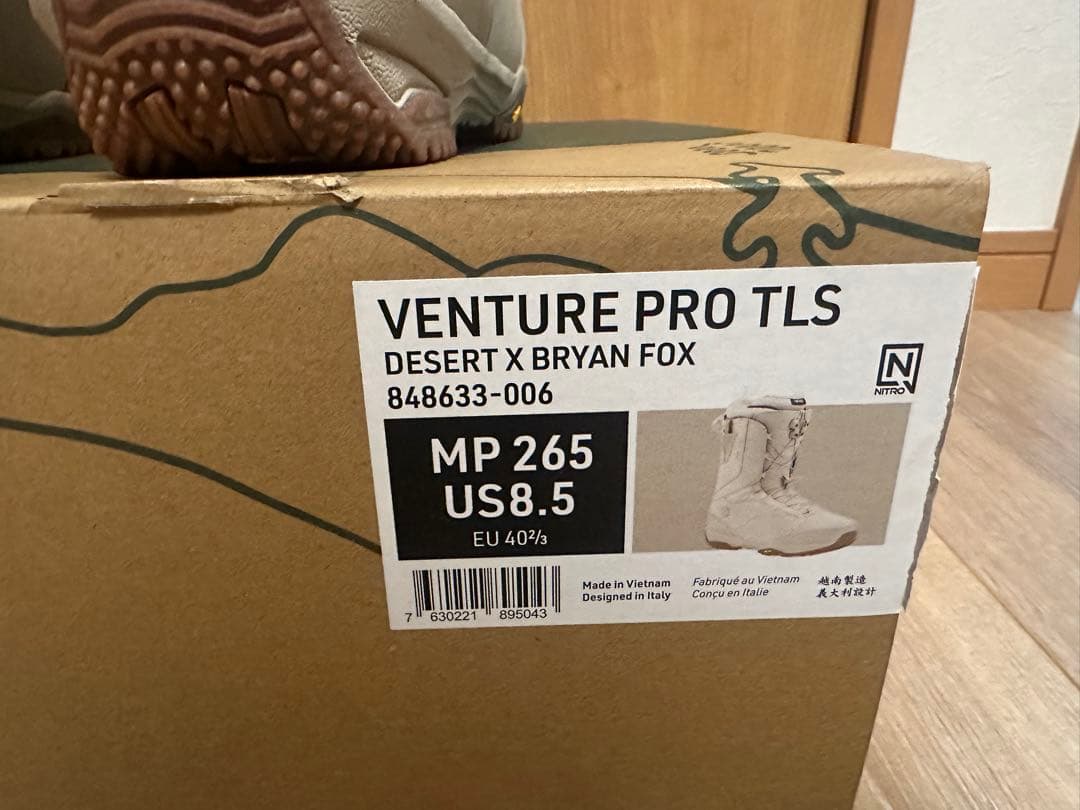 VENTURE PRO TLS
DESERT X BRYAN FOX
848633-006
NITRO
MP 265
US8.5
EU 40⅔
7 630221 895043
Made in Vietnam
Designed in Italy
Fabriqué au Vietnam
Conçu en Italie
越南製造
義大利設計